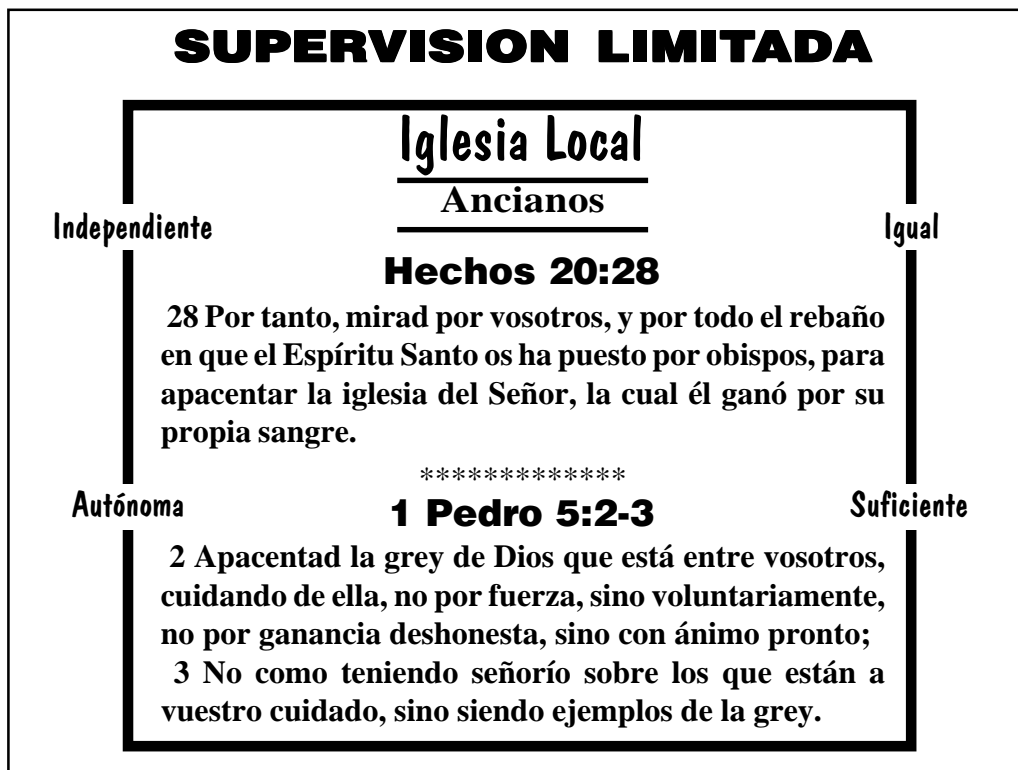 SUPERVISION LIMITADA
Iglesia Local
Ancianos
Independiente
Igual
Hechos 20:28
28 Por tanto, mirad por vosotros, y por todo el rebaño
en que el Espíritu Santo os ha puesto por obispos, para
apacentar la iglesia del Señor, la cual él ganó por su
propia sangre.
*************
Autónoma
1 Pedro 5:2-3
Suficiente
2 Apacentad la grey de Dios que está entre vosotros,
cuidando de ella, no por fuerza, sino voluntariamente,
no por ganancia deshonesta, sino con ánimo pronto;
3 No como teniendo señorío sobre los que están a
vuestro cuidado, sino siendo ejemplos de la grey.